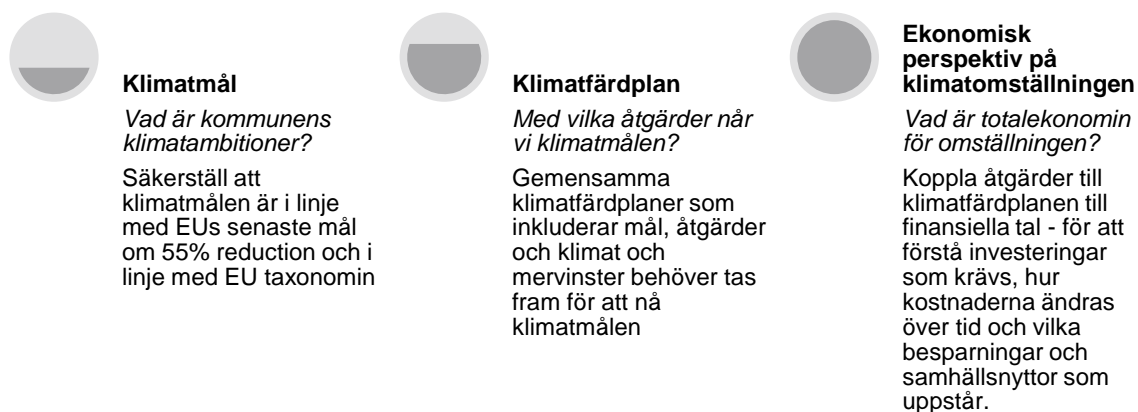 Klimatmål
Vad är kommunens
klimatambitioner?
Säkerställ att
klimatmålen är i linje
med EUs senaste mål
om 55% reduction och i
linje med EU taxonomin
Klimatfärdplan
Med vilka åtgärder når
vi klimatmålen?
Gemensamma
klimatfärdplaner som
inkluderar mål, åtgärder
och klimat och
mervinster behöver tas
fram för att nå
klimatmålen
Ekonomisk
perspektiv på
klimatomställningen
Vad är totalekonomin
för omställningen?
Koppla åtgärder till
klimatfärdplanen till
finansiella tal - för att
förstå investeringar
som krävs, hur
kostnaderna ändras
över tid och vilka
besparningar och
samhällsnyttor som
uppstår.